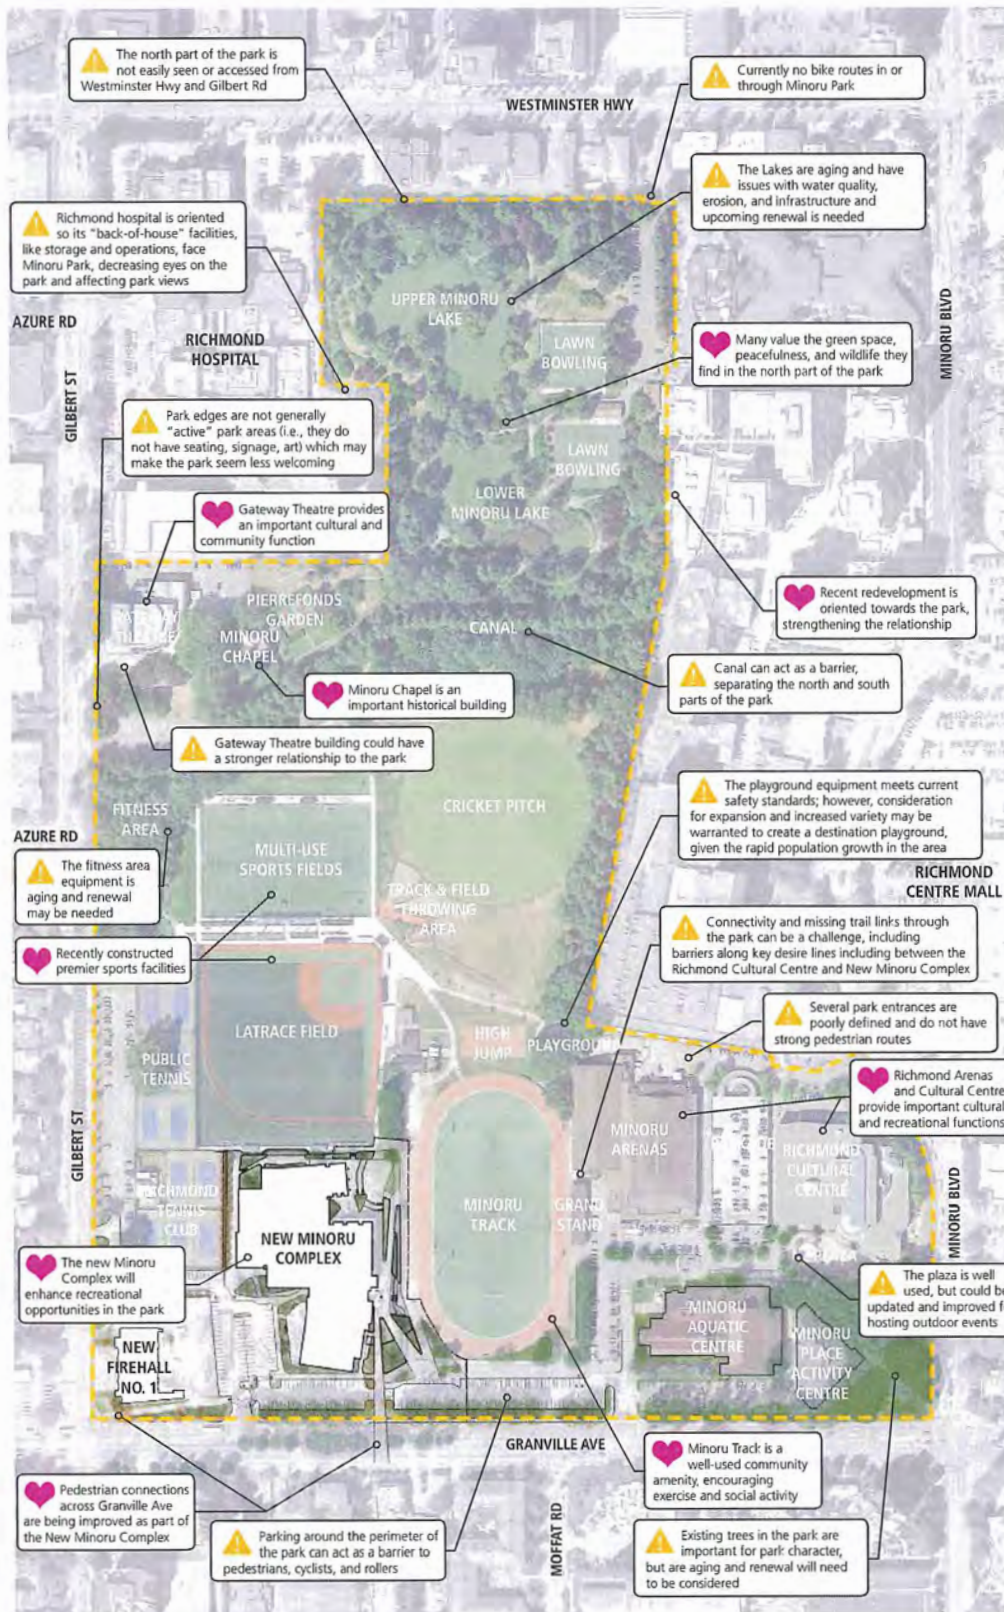 The north part of the park is
not easily seen or accessed from
Westminster Hwy and Gilbert Rd
Currently no bike routes in or
through Minoru Park
WESTMINSTER HWY
The Lakes are aging and have
issues with water quality,
erosion, and infrastructure and
upcoming renewal is needed
Richmond hospital is oriented
so its "back-of-house" facilities,
like storage and operations, face
Minoru Park, decreasing eyes on the
park and affecting park views
AZURE RD
RICHMOND
HOSPITAL
UPPER MINORU
LAKE
LAWN
BOWLING
MINORU BLVD
Many value the green space,
peacefulness, and wildlife they
find in the north part of the park
GILBERT ST
Park edges are not generally
"active" park areas (i.e., they do
not have seating, signage, art) which may
make the park seem less welcoming
LAWN
BOWLING
LOWER
MINORU LAKE
Gateway Theatre provides
an important cultural and
community function
GATEWAY
THEATRE
PIERREFONDS
GARDEN
MINORU
CHAPEL
CANAL
Recent redevelopment is
oriented towards the park,
strengthening the relationship
Minoru Chapel is an
important historical building
Canal can act as a barrier,
separating the north and south
parts of the park
Gateway Theatre building could have
a stronger relationship to the park
FITNESS
AREA
CRICKET PITCH
The playground equipment meets current
safety standards; however, consideration
for expansion and increased variety may be
warranted to create a destination playground,
given the rapid population growth in the area
AZURE RD
MULTI-USE
SPORTS FIELDS
The fitness area
equipment is
aging and renewal
may be needed
RICHMOND
CENTRE MALL
TRACK & FIELD
THROWING
AREA
Connectivity and missing trail links through
the park can be a challenge, including
barriers along key desire lines including between the
Richmond Cultural Centre and New Minoru Complex
Recently constructed
premier sports facilities
LATRACE FIELD
Several park entrances are
poorly defined and do not have
strong pedestrian routes
HIGH
JUMP
PLAYGROUND
PUBLIC
TENNIS
Richmond Arenas
and Cultural Centre
provide important cultural
and recreational functions
MINORU
ARENAS
GILBERT ST
RICHMOND
CULTURAL
CENTRE
RICHMOND
TENNIS
CLUB
MINORU
TRACK
GRAND
STAND
MINORU BLVD
NEW MINORU
COMPLEX
PLAZA
The new Minoru
Complex will
enhance recreational
opportunities in the park
The plaza is well
used, but could be
updated and improved f
hosting outdoor events
MINORU
AQUATIC
CENTRE
MINORU
PLACE
ACTIVITY
CENTRE
NEW
FIREHALL
NO. 1
GRANVILLE AVE
Minoru Track is a
well-used community
amenity, encouraging
exercise and social activity
Pedestrian connections
across Granville Ave
are being improved as part of
the New Minoru Complex
Parking around the perimeter of
the park can act as a barrier to
pedestrians, cyclists, and rollers
MOFFAT RD
Existing trees in the park are
important for park character,
but are aging and renewal will need
to be considered